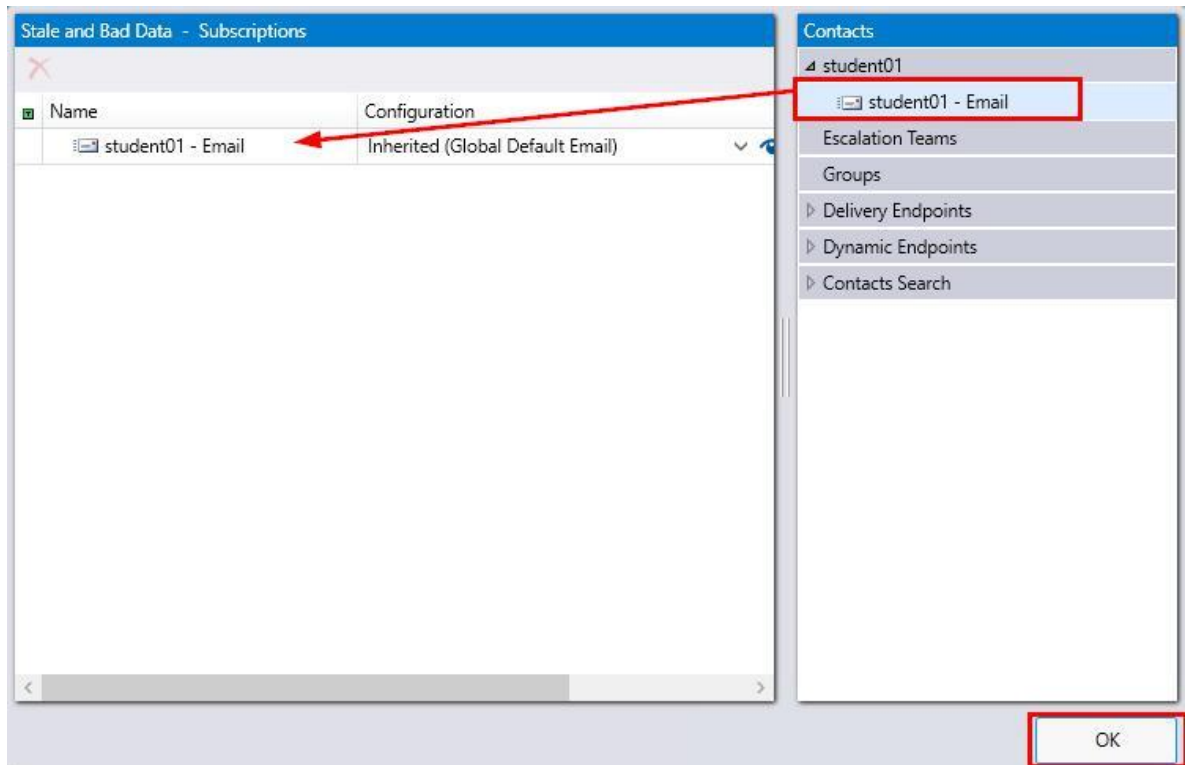 Stale and Bad Data - Subscriptions
Name Configuration
student01 - Email Inherited (Global Default Email)
Contacts
student01
student01 - Email
Escalation Teams
Groups
Delivery Endpoints
Dynamic Endpoints
Contacts Search
OK